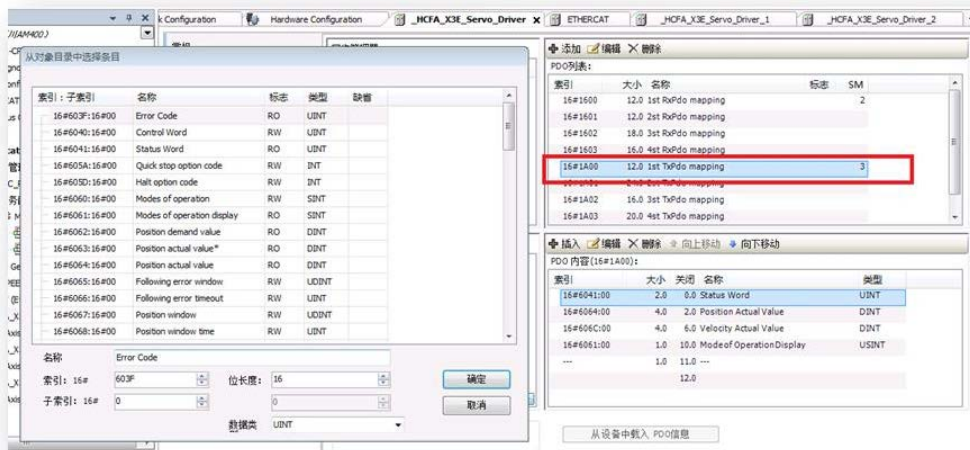 k Configuration Hardware Configuration _HCFA_X3E_Servo_Driver ETHERCAT _HCFA_X3E_Servo_Driver_1 _HCFA_X3E_Servo_Driver_2
从对象目录中选择条目
索引：子索引 名称 标志 类型 缺省
16#603F:16#00 Error Code RO UINT
16#6040:16#00 Control Word RW UINT
16#6041:16#00 Status Word RO UINT
16#605A:16#00 Quick stop option code RW INT
16#605D:16#00 Halt option code RW INT
16#6060:16#00 Modes of operation RW SINT
16#6061:16#00 Modes of operation display RO SINT
16#6062:16#00 Position demand value RO DINT
16#6063:16#00 Position actual value* RO DINT
16#6064:16#00 Position actual value RO DINT
16#6065:16#00 Following error window RW UDINT
16#6066:16#00 Following error timeout RW UINT
16#6067:16#00 Position window RW UDINT
16#6068:16#00 Position window time RW UINT
名称 Error Code
索引: 16# 603F 位长度: 16 确定
子索引: 16# 0 0 取消
数据类 UINT
添加 编辑 删除
PDO列表:
索引 大小 名称 标志 SM
16#1600 12.0 1st RxPdo mapping 2
16#1601 12.0 2st RxPdo mapping
16#1602 18.0 3st RxPdo mapping
16#1603 16.0 4st RxPdo mapping
16#1A00 12.0 1st TxPdo mapping 3
16#1A02 16.0 3st TxPdo mapping
16#1A03 20.0 4st TxPdo mapping
插入 编辑 删除 向上移动 向下移动
PDO 内容(16#1A00):
索引 大小 关闭 名称 类型
16#6041:00 2.0 0.0 Status Word UINT
16#6064:00 4.0 2.0 Position Actual Value DINT
16#606C:00 4.0 6.0 Velocity Actual Value DINT
16#6061:00 1.0 10.0 Mode of Operation Display USINT
--- 1.0 11.0 ---
12.0
从设备中载入 PDO信息